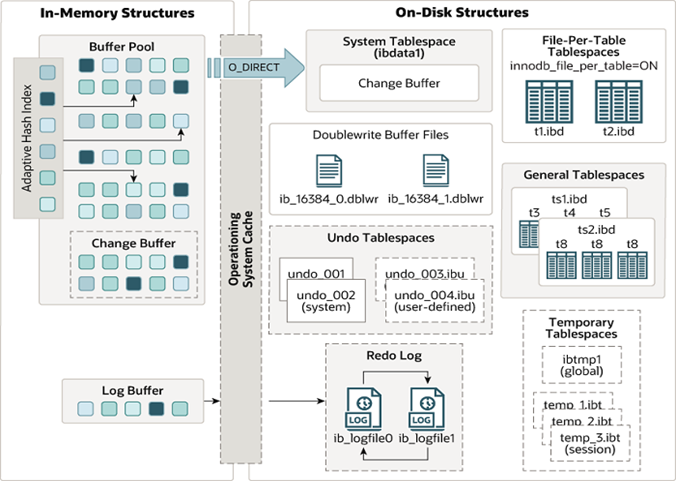 In-Memory Structures
On-Disk Structures
Buffer Pool
Adaptive Hash Index
Change Buffer
Log Buffer
Operationing
System Cache
O_DIRECT
System Tablespace
(ibdata1)
Change Buffer
Doublewrite Buffer Files
ib_16384_0.dblwr
ib_16384_1.dblwr
Undo Tablespaces
undo_001
undo_002
(system)
undo_003.ibu
undo_004.ibu
(user-defined)
Redo Log
LOG
LOG
ib_logfile0
ib_logfile1
File-Per-Table
Tablespaces
innodb_file_per_table=ON
t1.ibd
t2.ibd
General Tablespaces
ts1.ibd
t3 t4 t5
ts2.ibd
t8 t8 t8
Temporary
Tablespaces
ibtmp1
(global)
temp_1.ibt
temp_2.ibt
temp_3.ibt
(session)